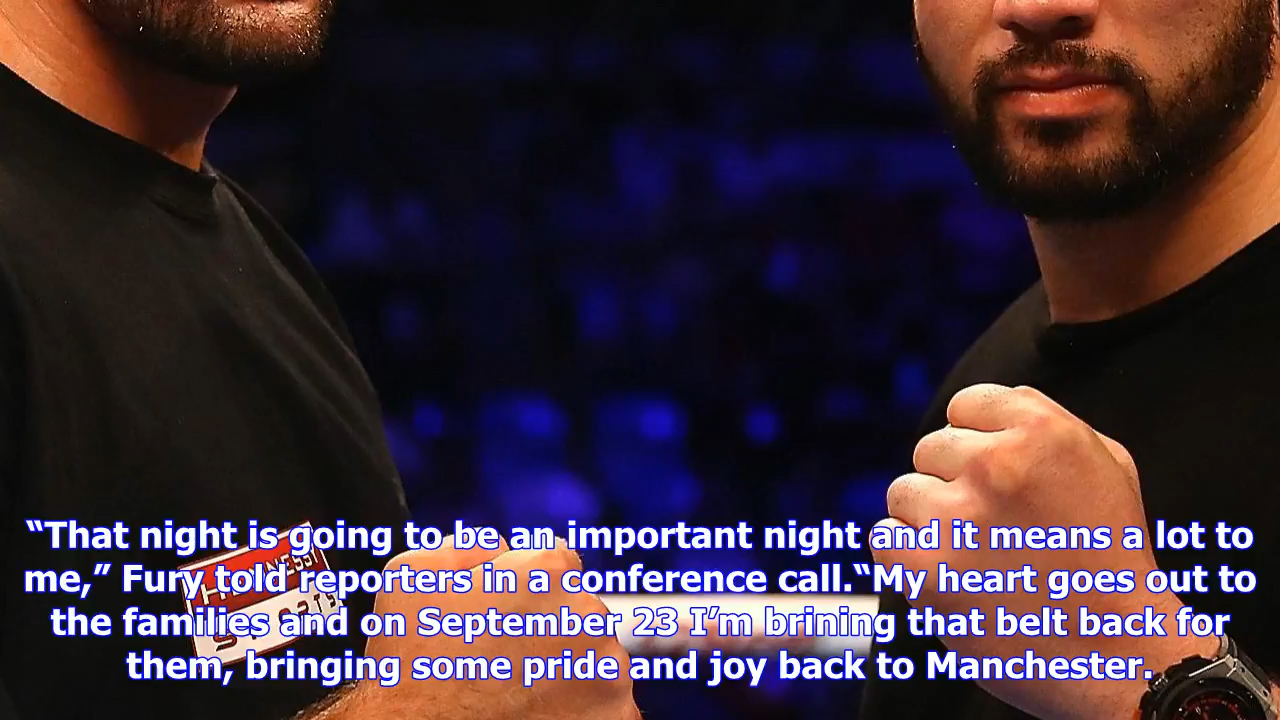 “That night is going to be an important night and it means a lot to
me,” Fury told reporters in a conference call.“My heart goes out to
the families and on September 23 I’m brining that belt back for
them, bringing some pride and joy back to Manchester.